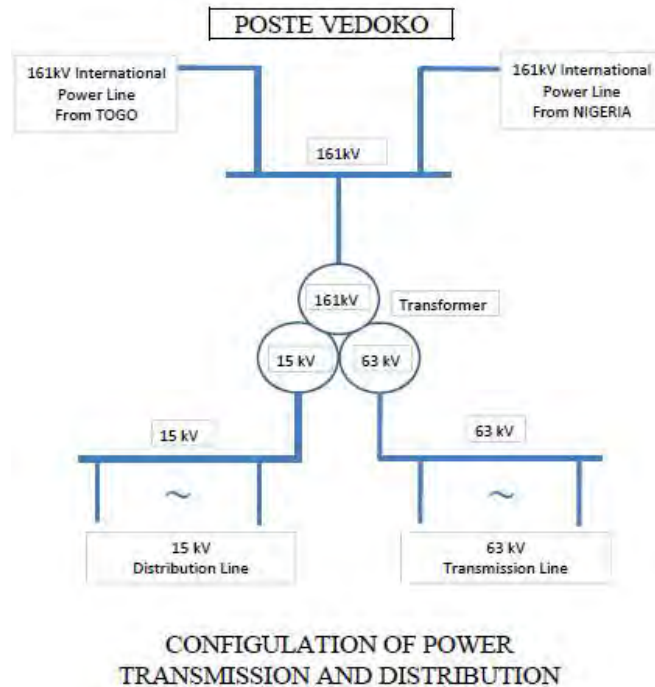 POSTE VEDOKO
161kV International
Power Line
From TOGO
161kV International
Power Line
From NIGERIA
161kV
161kV
Transformer
15 kV
63 kV
15 kV
63 kV
~
~
15 kV
Distribution Line
63 kV
Transmission Line
CONFIGULATION OF POWER
TRANSMISSION AND DISTRIBUTION